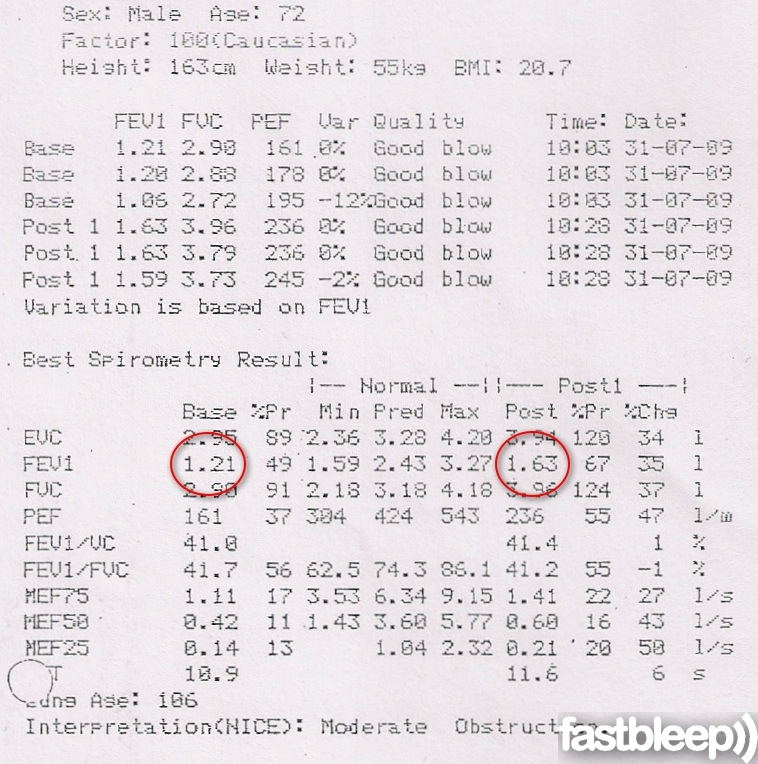 Sex: Male Age: 72
Factor: 100(Caucasian)
Height: 163cm Weight: 55kg BMI: 20.7
FEV1 FVC PEF Var Quality Time: Date:
Base 1.21 2.90 161 0% Good blow 10:03 31-07-09
Base 1.20 2.88 178 0% Good blow 10:03 31-07-09
Base 1.06 2.72 195 -12%Good blow 10:03 31-07-09
Post 1 1.63 3.96 236 0% Good blow 10:28 31-07-09
Post 1 1.63 3.79 236 0% Good blow 10:28 31-07-09
Post 1 1.59 3.73 245 -2% Good blow 10:28 31-07-09
Variation is based on FEV1
Best Spirometry Result:
|-- Normal --||--- Post1 ---|
Base %Pr Min Pred Max Post %Pr %Chg
EVC 2.95 89 2.36 3.28 4.20 3.94 120 34 l
FEV1 1.21 49 1.59 2.43 3.27 1.63 67 35 l
FVC 2.90 91 2.18 3.18 4.18 3.96 124 37 l
PEF 161 37 304 424 543 236 55 47 l/m
FEV1/VC 41.0 41.4 1 %
FEV1/FVC 41.7 56 62.5 74.3 86.1 41.2 55 -1 %
MEF75 1.11 17 3.53 6.34 9.15 1.41 22 27 l/s
MEF50 0.42 11 1.43 3.60 5.77 0.60 16 43 l/s
MEF25 0.14 13 1.04 2.32 0.21 20 50 l/s
10.9 11.6 6 s
Lung Age: 106
Interpretation(NICE): Moderate Obstruct
fastbleep